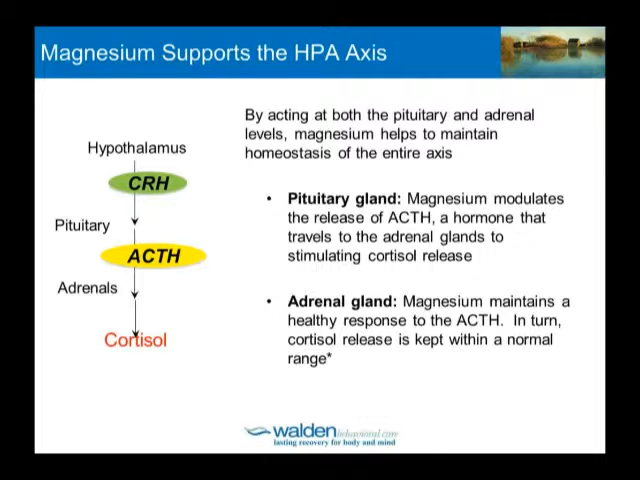 Magnesium Supports the HPA Axis
Hypothalamus
CRH
Pituitary
ACTH
Adrenals
Cortisol
By acting at both the pituitary and adrenal
levels, magnesium helps to maintain
homeostasis of the entire axis
• Pituitary gland: Magnesium modulates
the release of ACTH, a hormone that
travels to the adrenal glands to
stimulating cortisol release
• Adrenal gland: Magnesium maintains a
healthy response to the ACTH. In turn,
cortisol release is kept within a normal
range*
walden behavioral care
lasting recovery for body and mind